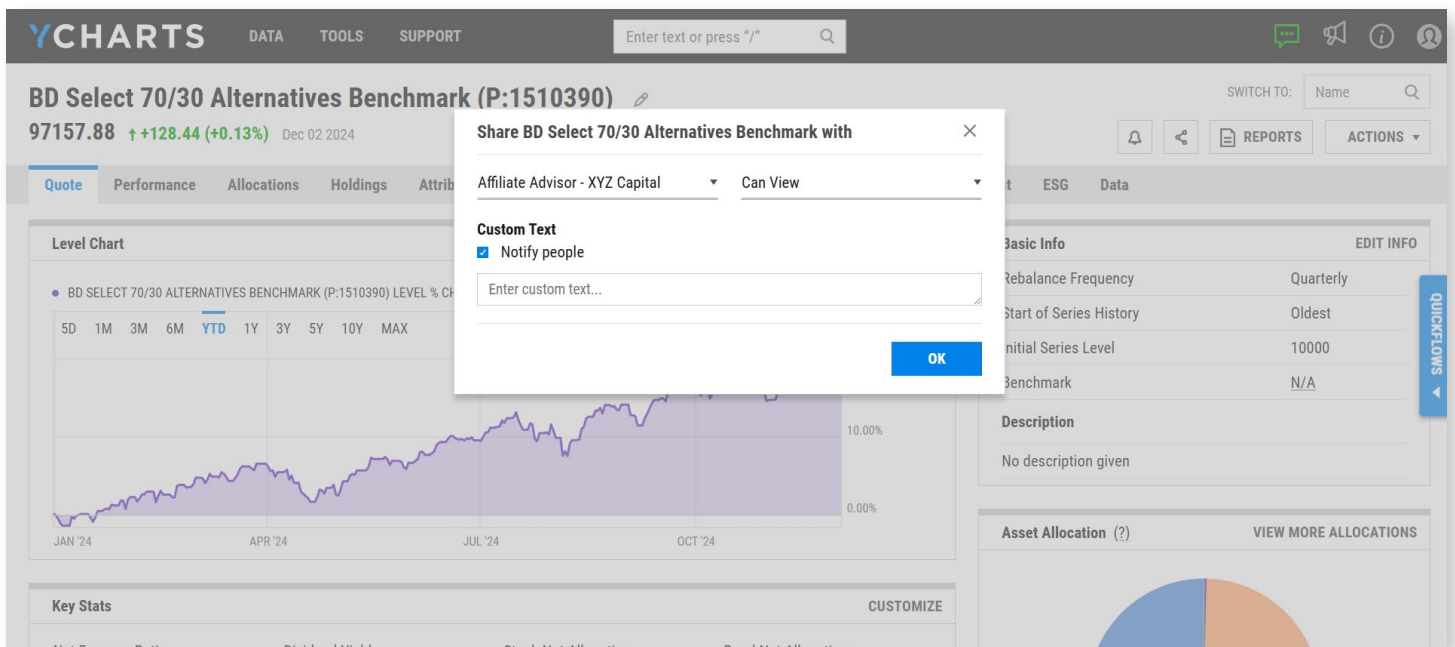 YCHARTS DATA TOOLS SUPPORT Enter text or press "/"
BD Select 70/30 Alternatives Benchmark (P:1510390)
97157.88 ↑ +128.44 (+0.13%) Dec 02 2024
SWITCH TO: Name
REPORTS ACTIONS
Quote Performance Allocations Holdings ESG Data
Share BD Select 70/30 Alternatives Benchmark with
Affiliate Advisor - XYZ Capital Can View
Custom Text
Notify people
Enter custom text...
OK
Level Chart
BD SELECT 70/30 ALTERNATIVES BENCHMARK (P:1510390) LEVEL %
5D 1M 3M 6M YTD 1Y 3Y 5Y 10Y MAX
10.00%
0.00%
JAN '24 APR '24 JUL '24 OCT '24
Basic Info EDIT INFO
Rebalance Frequency Quarterly
Start of Series History Oldest
Initial Series Level 10000
Benchmark N/A
Description
No description given
QUICKFLOWS
Asset Allocation (?) VIEW MORE ALLOCATIONS
Key Stats CUSTOMIZE